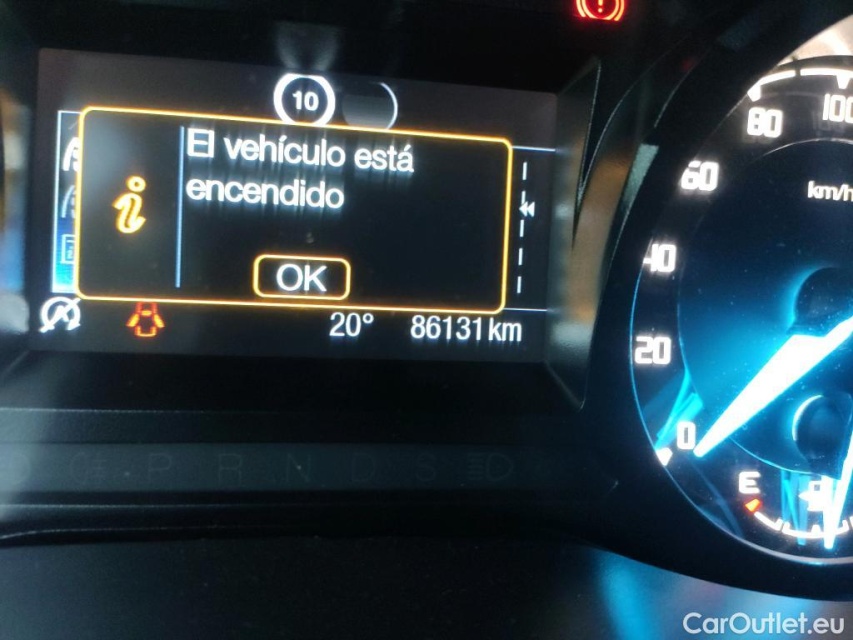 10
El vehículo está
encendido
OK
20° 86131 km
P R N D S
0
20
40
60
80
100
km/h
E
CarOutlet.eu